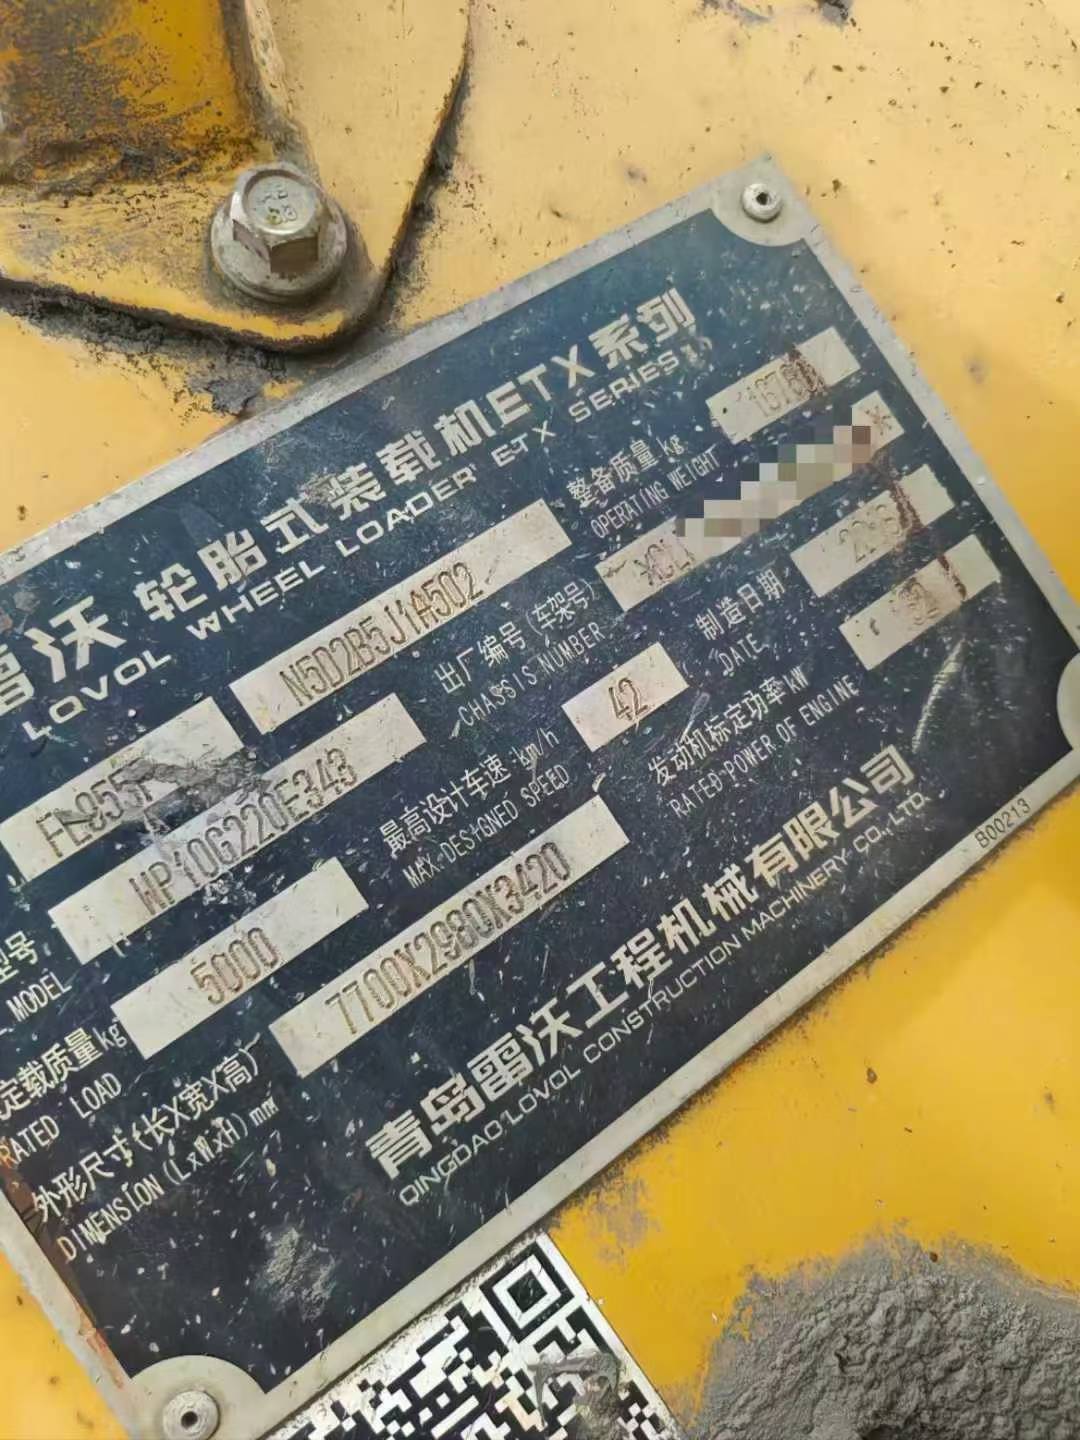 雷沃 轮胎式装载机ETX系列
LOVOL WHEEL LOADER ETX SERIES
N5D2B5J1A502
整备质量 kg
OPERATING WEIGHT
16760
FL955F
出厂编号(车架号)
CHASSIS NUMBER
WP10G220E343
最高设计车速 km/h
MAX.DESIGNED SPEED
42
制造日期
DATE
型号
MODEL
5000
发动机标定功率 kW
RATED POWER OF ENGINE
定载质量kg
RATED LOAD
外形尺寸(长X宽X高)
DIMENSION(LxWxH)mm
7700X2980X3420
青岛雷沃工程机械有限公司
QINGDAO LOVOL CONSTRUCTION MACHINERY CO.,LTD.
B00213